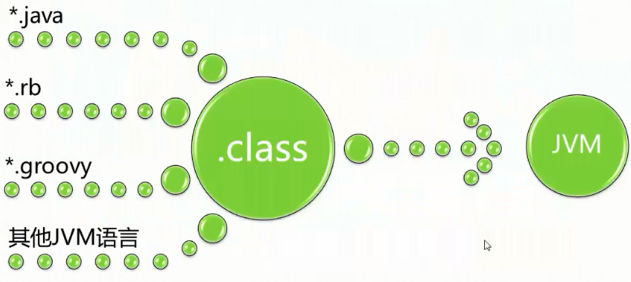 *.java
*.rb
*.groovy
其他JVM语言
.class
JVM